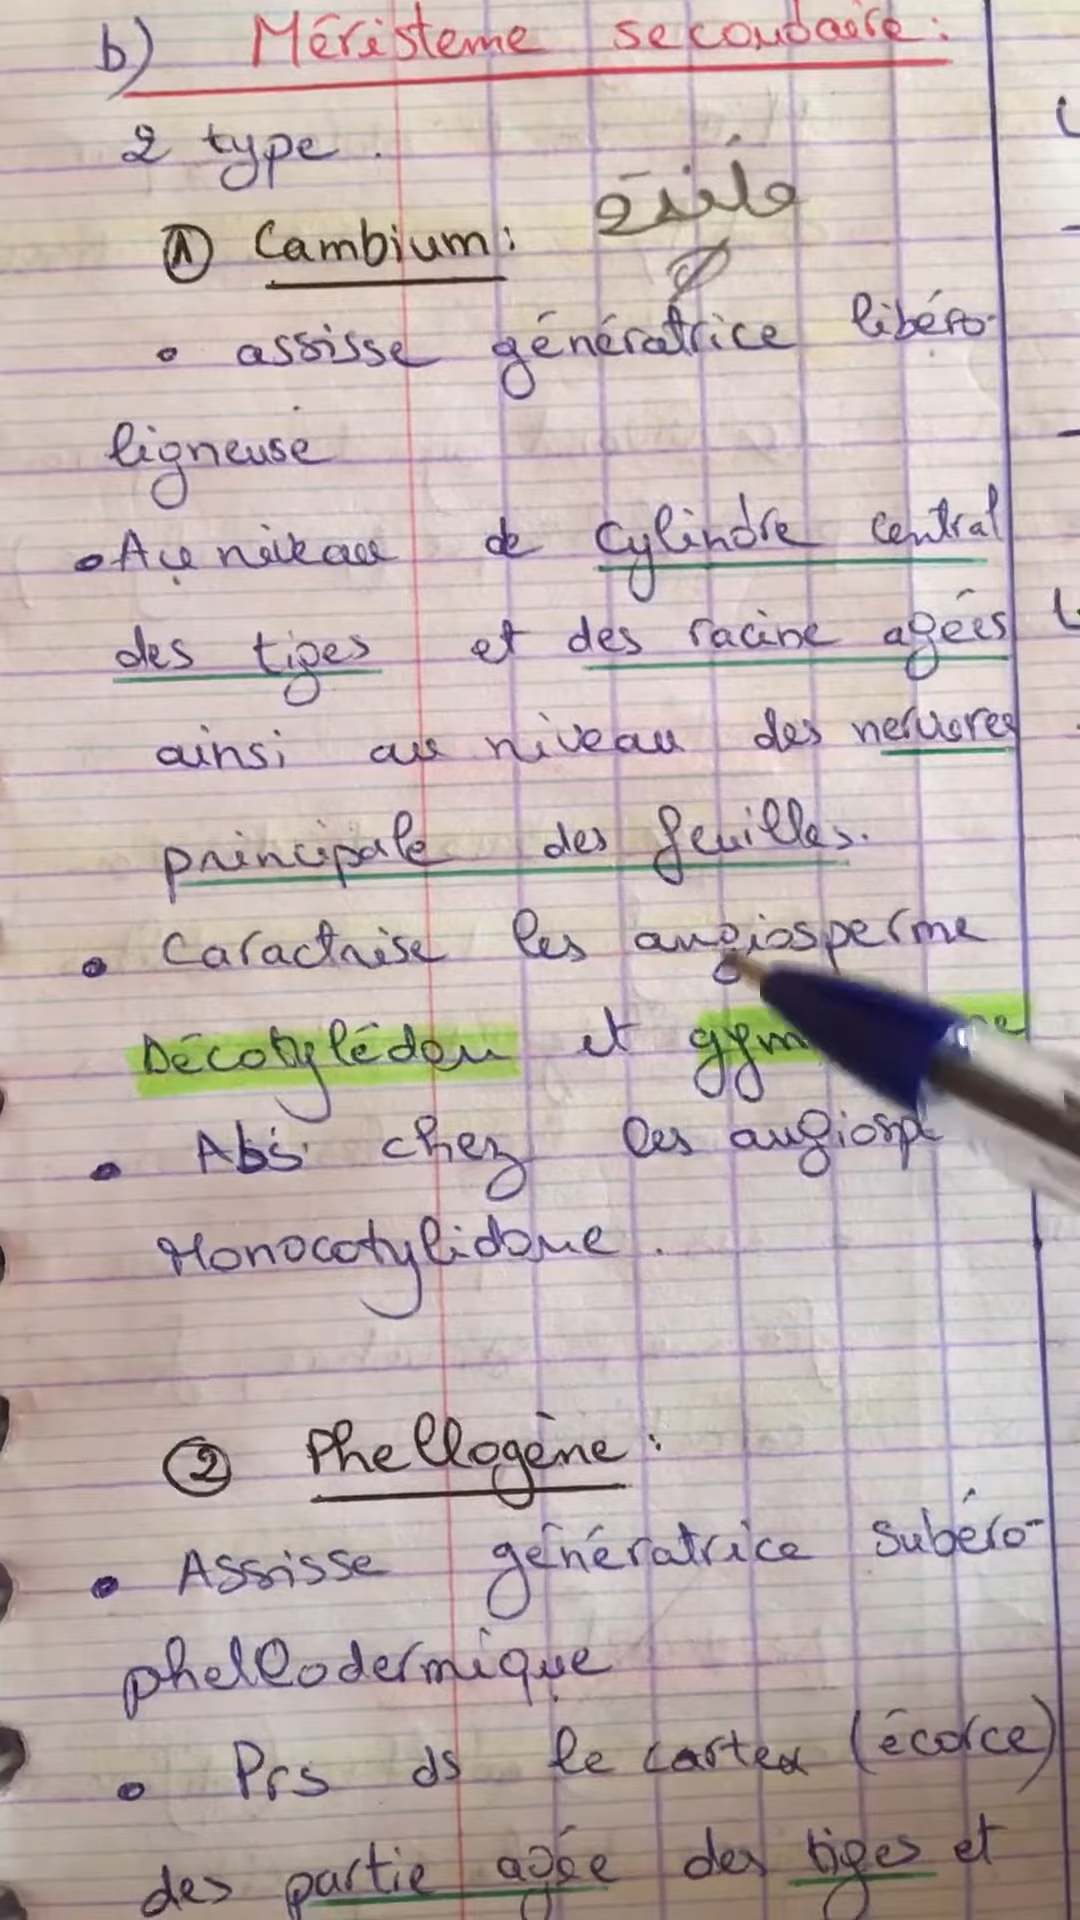 b) Méristeme secondaire:
2 type.
① Cambium:
• assisse génératrice libéro-
ligneuse
• Au niveau de cylindre central
des tiges et des racine agées
ainsi au niveau des nervures
principale des feuilles.
• Caractrise les angiosperme
Décotylédon et
• Abs chez les angiosp
Monocotylidone.
② Phellogène:
• Assisse génératrice subéro-
phellodermique
• Prs ds le cortex (écorce)
des partie agée des tiges et